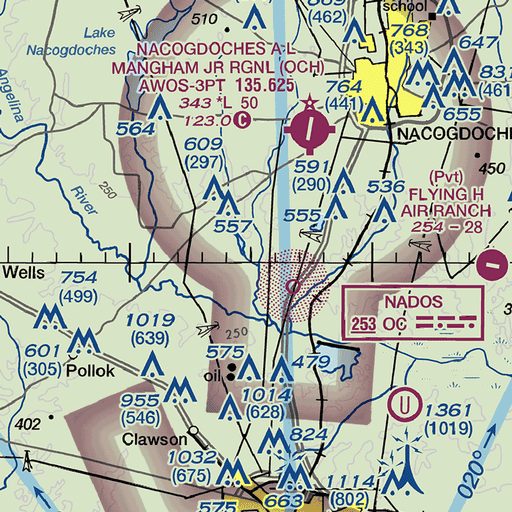 510
(462)
school
Lake
Nacogdoches
768
(343)
647
NACOGDOCHES A L
MANGHAM JR RGNL (OCH)
AWOS-3PT 135.625
343 *L 50
123.0 C
764
(441)
831
(461
655
Angelina
River
564
NACOGDOCHE
609
(297)
450
250
591
(290)
(Pvt)
FLYING H
AIR RANCH
254 - 28
536
557
555
Wells
754
(499)
NADOS
253 OC
1019
(639)
250
601
(305)
Pollok
575
oil
479
955
(546)
1014
(628)
U
1361
(1019)
402
Clawson
824
1032
(675)
1114
(802)
020°
575
663